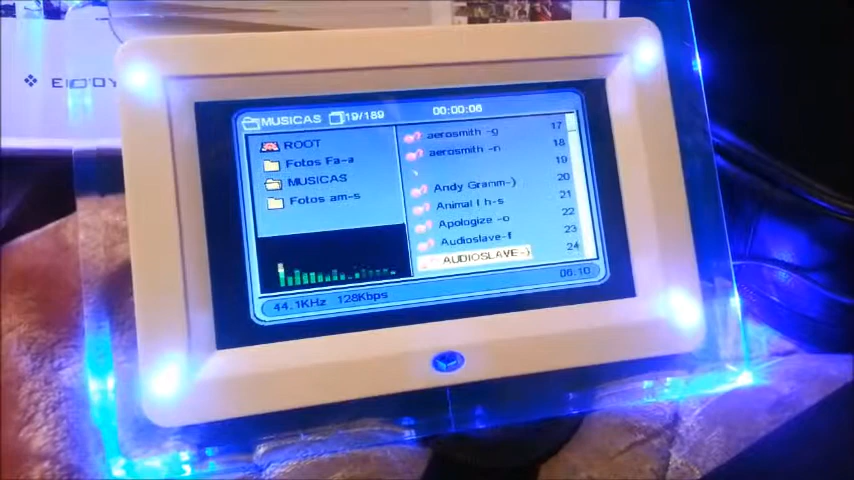 ENJOY
MUSICAS 19/189 00:00:06
ROOT
Fotos Fa-a
MUSICAS
Fotos am-s
aerosmith -g 17
aerosmith -n 18
19
Andy Gramm-) 20
Animal I h-s 21
Apologize -o 22
Audioslave-f 23
AUDIOSLAVE-) 24
44.1KHz 128Kbps 06:10